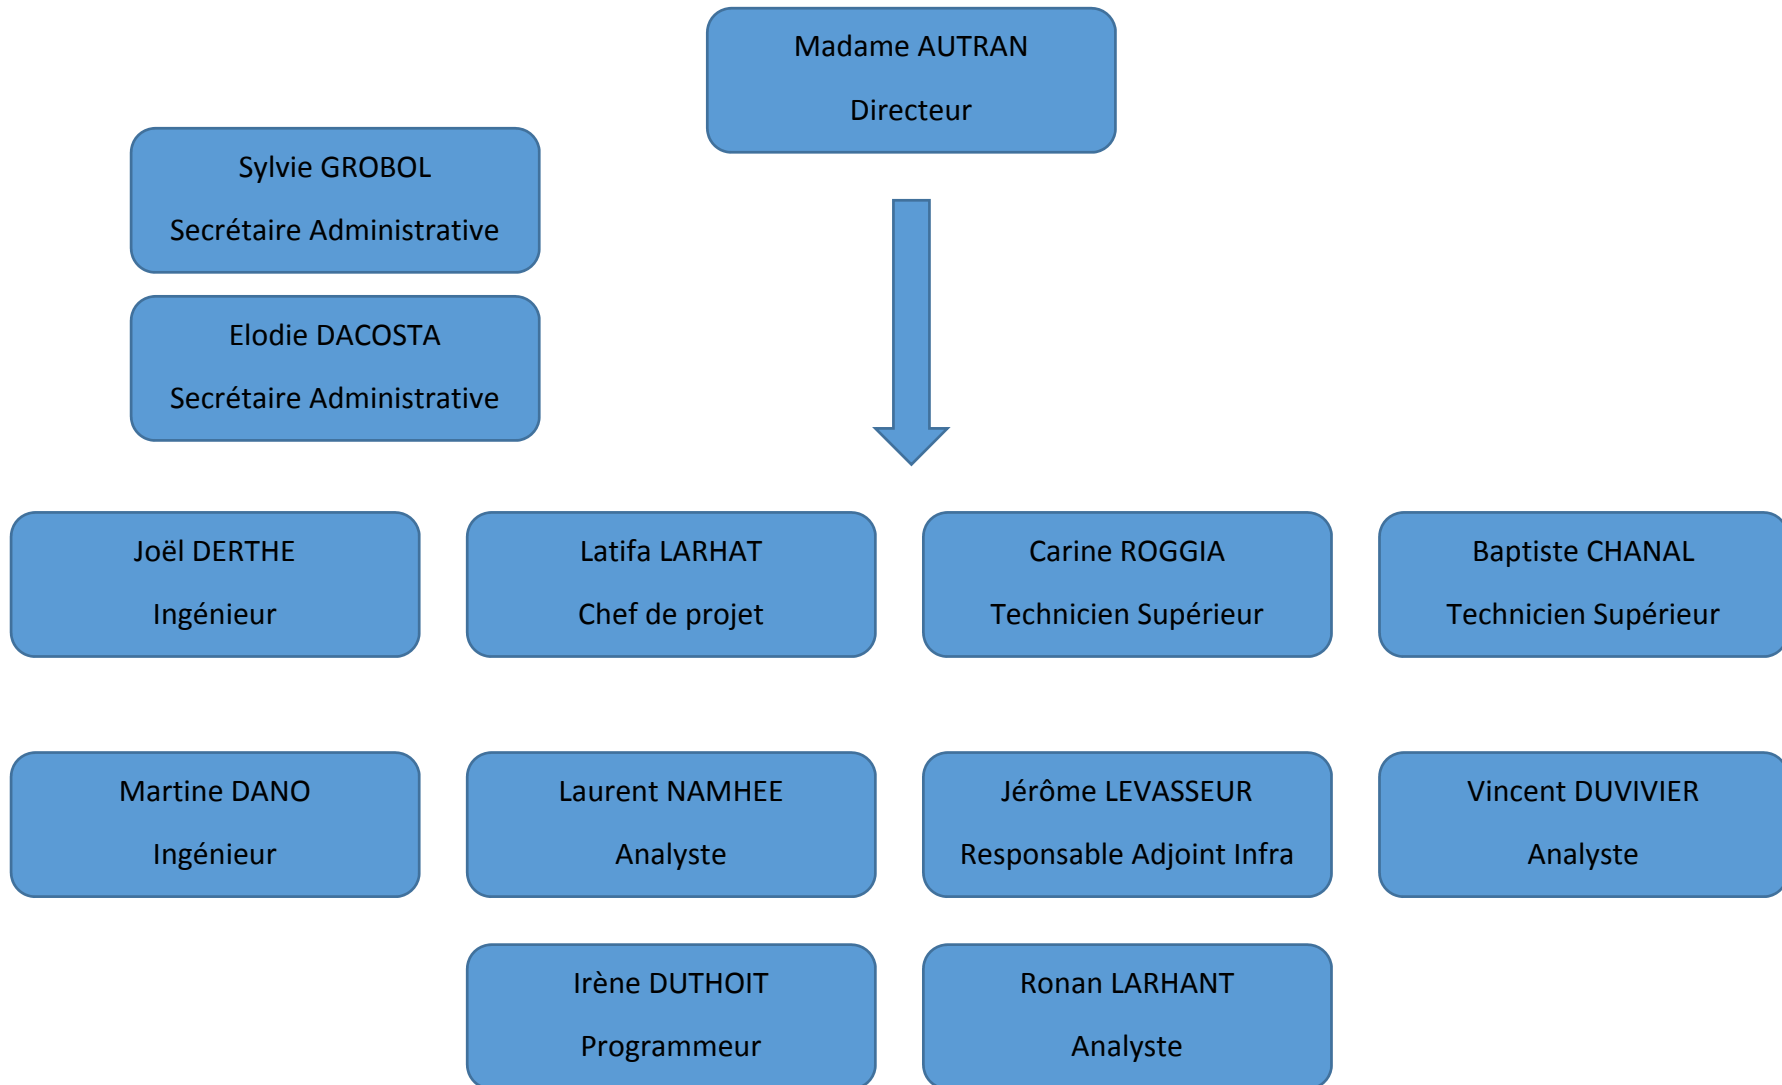 Madame AUTRAN
Directeur
Sylvie GROBOL
Secrétaire Administrative
Elodie DACOSTA
Secrétaire Administrative
Joël DERTHE
Ingénieur
Latifa LARHAT
Chef de projet
Carine ROGGIA
Technicien Supérieur
Baptiste CHANAL
Technicien Supérieur
Martine DANO
Ingénieur
Laurent NAMHEE
Analyste
Jérôme LEVASSEUR
Responsable Adjoint Infra
Vincent DUVIVIER
Analyste
Irène DUTHOIT
Programmeur
Ronan LARHANT
Analyste